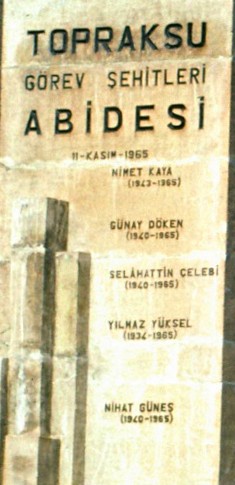 TOPRAKSU
GÖREV ŞEHİTLERİ
ABİDESİ
11-KASIM-1965
NİMET KAYA
(1943-1965)
GÜNAY DÖKEN
(1940-1965)
SELÂHATTİN ÇELEBİ
(1940-1965)
YILMAZ YÜKSEL
(1934-1965)
NİHAT GÜNEŞ
(1940-1965)